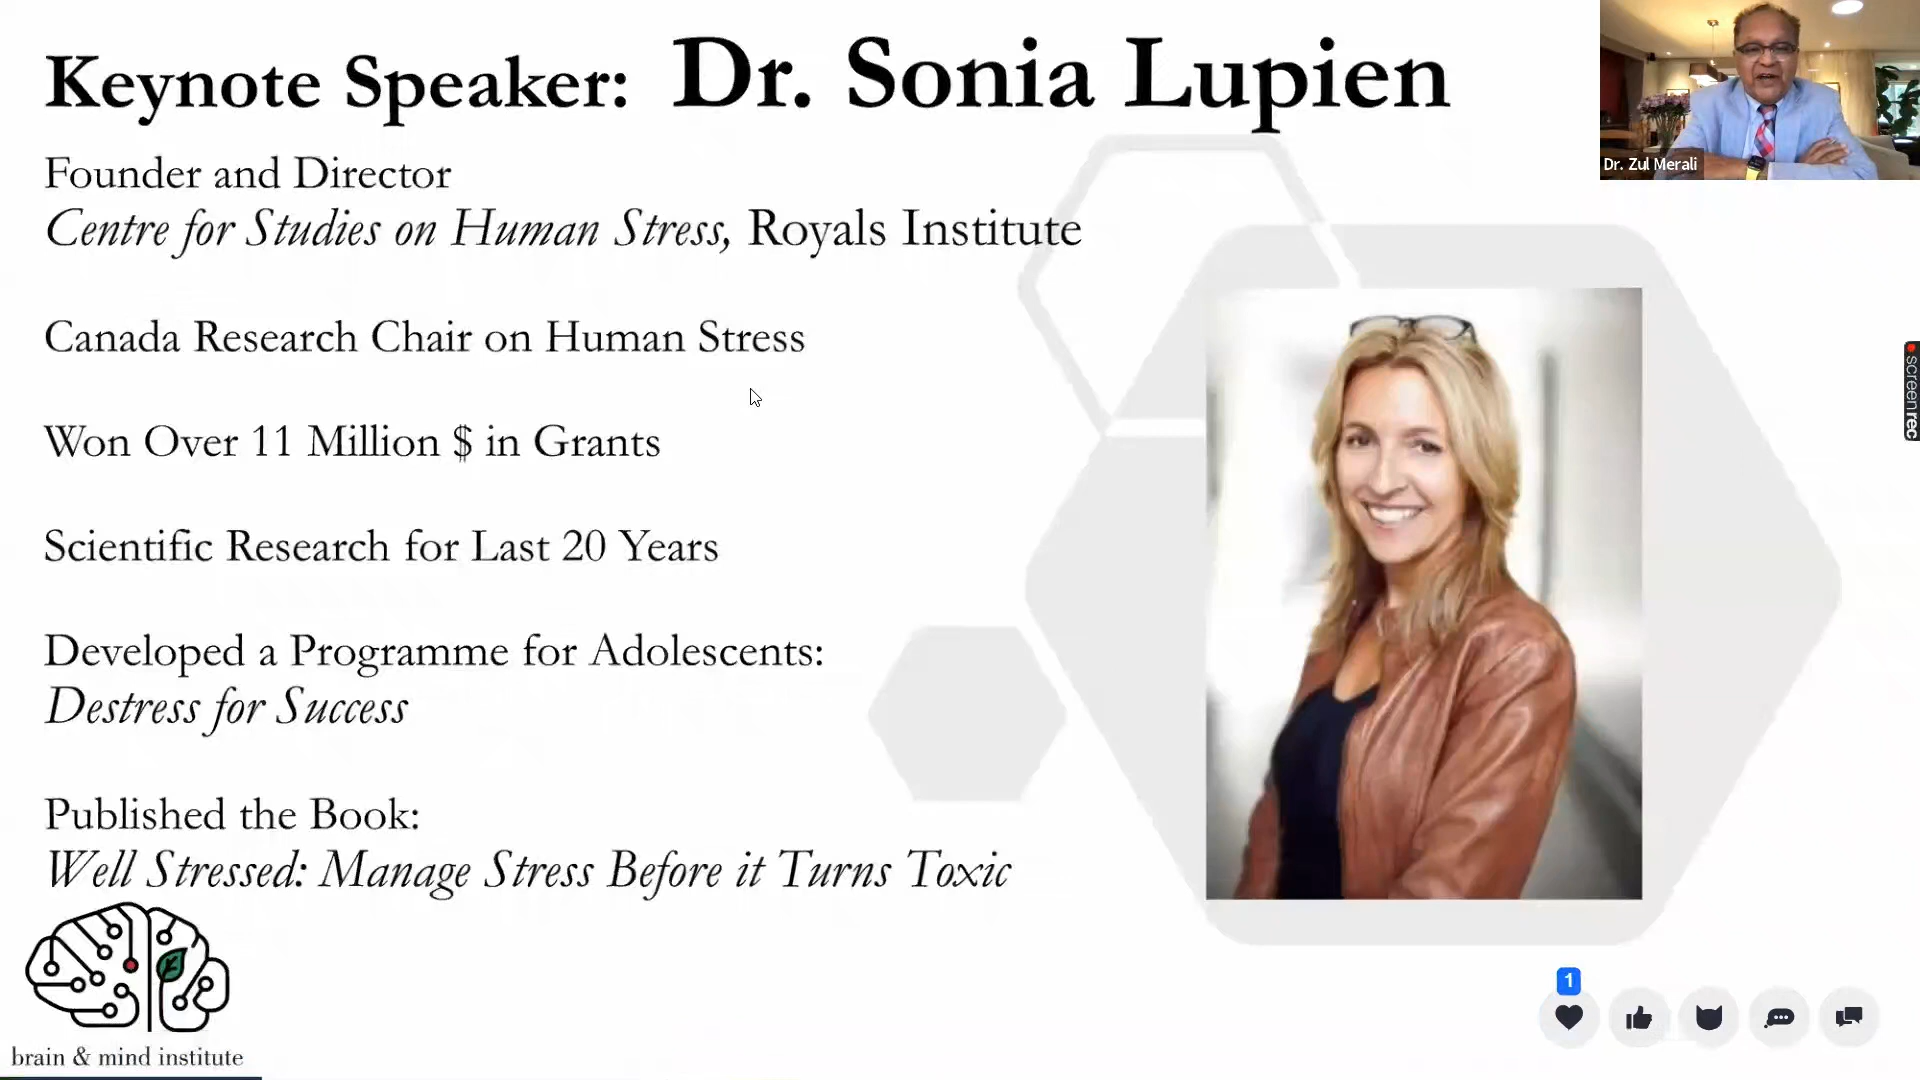 Keynote Speaker: Dr. Sonia Lupien
Founder and Director
Centre for Studies on Human Stress, Royals Institute
Canada Research Chair on Human Stress
Won Over 11 Million $ in Grants
Scientific Research for Last 20 Years
Developed a Programme for Adolescents:
Destress for Success
Published the Book:
Well Stressed: Manage Stress Before it Turns Toxic
brain & mind institute
Dr. Zul Merali
screenrec
1